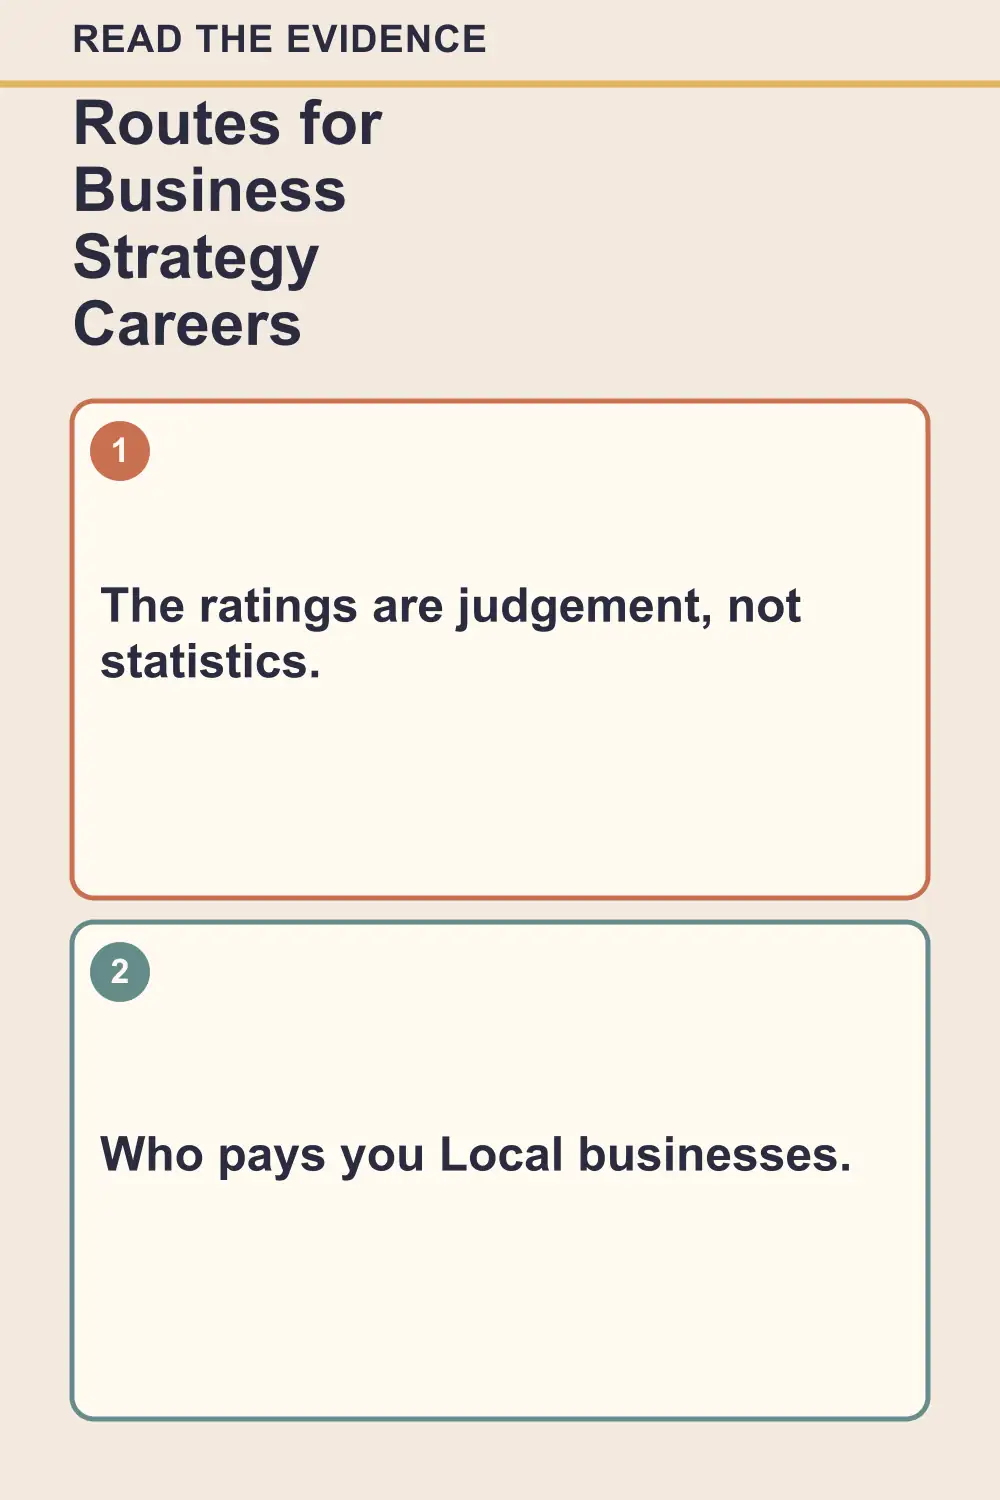 READ THE EVIDENCE
Routes for
Business
Strategy
Careers
1
The ratings are judgement, not
statistics.
2
Who pays you Local businesses.